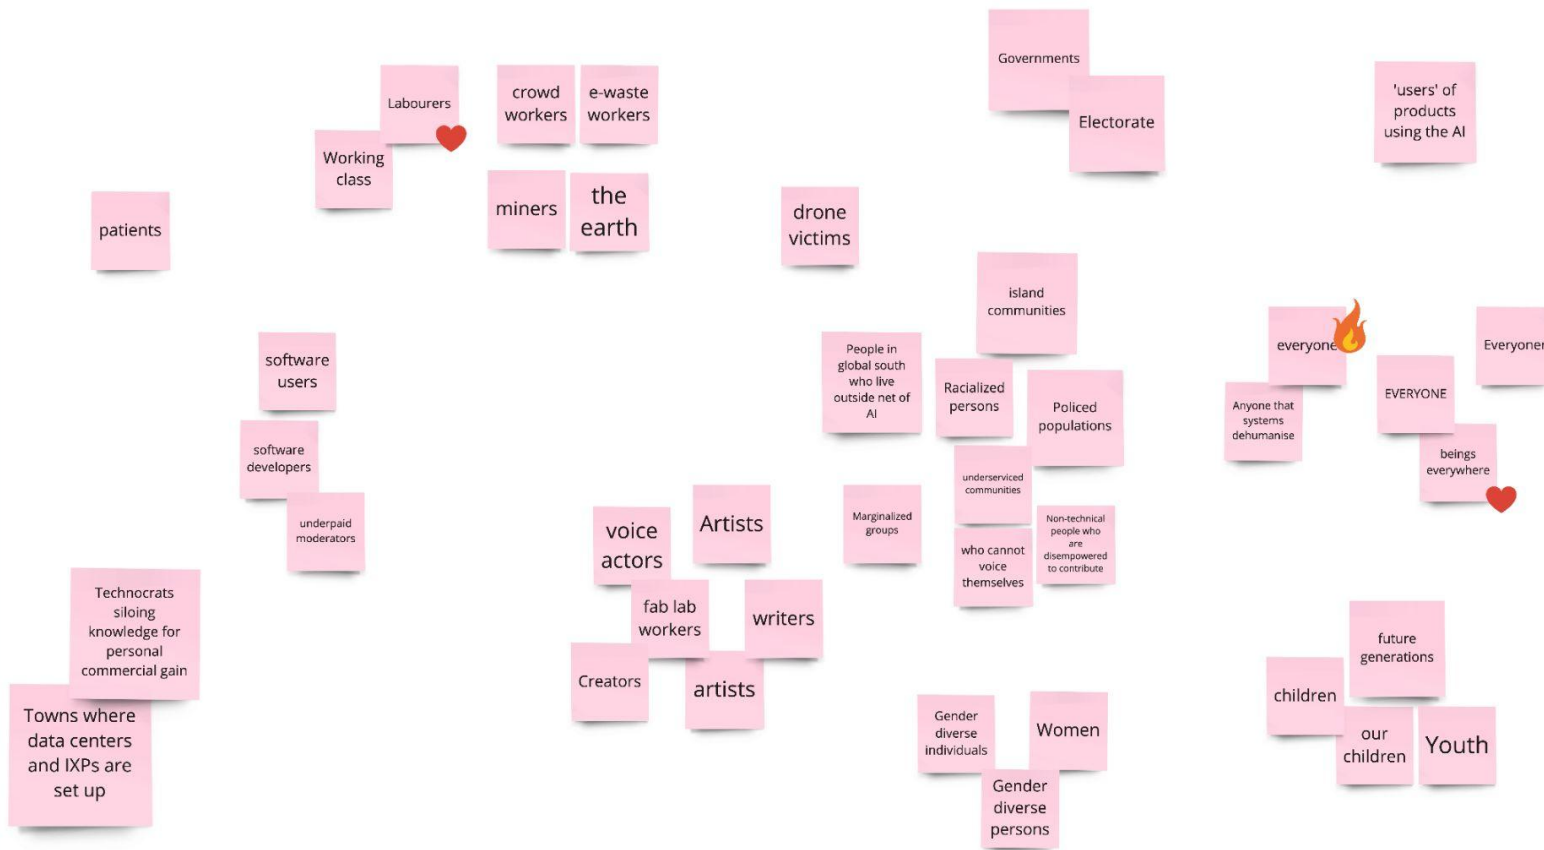 Governments
Electorate
'users' of
products
using the AI
Labourers
Working
class
crowd
workers
e-waste
workers
miners
the
earth
patients
drone
victims
island
communities
People in
global south
who live
outside net of
AI
Racialized
persons
Policed
populations
underserviced
communities
Marginalized
groups
who cannot
voice
themselves
Non-technical
people who
are
disempowered
to contribute
everyone
Anyone that
systems
dehumanise
EVERYONE
beings
everywhere
software
users
software
developers
underpaid
moderators
voice
actors
Artists
fab lab
workers
writers
Creators
artists
Technocrats
siloing
knowledge for
personal
commercial gain
Towns where
data centers
and IXPs are
set up
Gender
diverse
individuals
Women
Gender
diverse
persons
future
generations
children
our
children
Youth